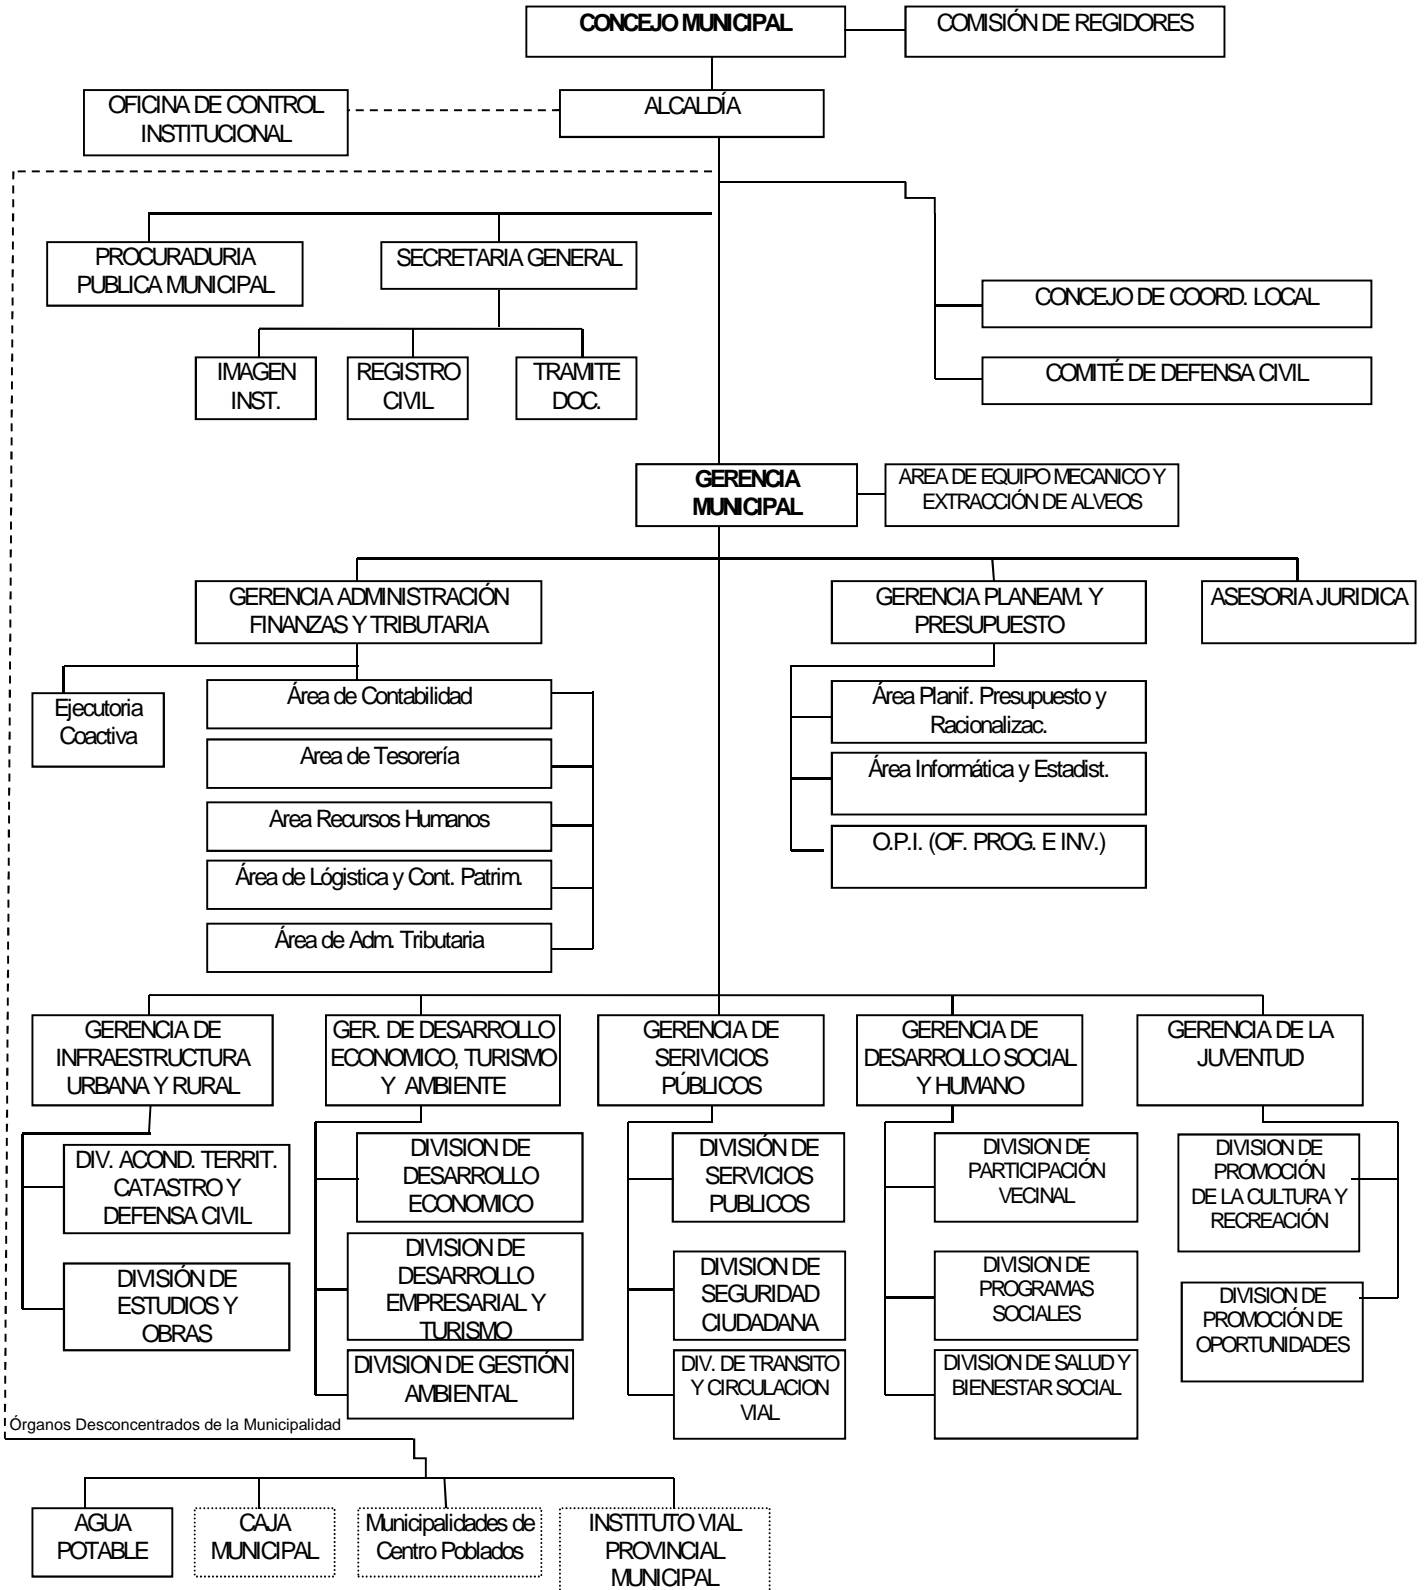 CONCEJO MUNICIPAL
COMISIÓN DE REGIDORES
OFICINA DE CONTROL
INSTITUCIONAL
ALCALDÍA
PROCURADURIA
PUBLICA MUNICIPAL
SECRETARIA GENERAL
CONCEJO DE COORD. LOCAL
COMITÉ DE DEFENSA CIVIL
IMAGEN
INST.
REGISTRO
CIVIL
TRAMITE
DOC.
GERENCIA
MUNICIPAL
AREA DE EQUIPO MECANICO Y
EXTRACCIÓN DE ALVEOS
GERENCIA ADMINISTRACIÓN
FINANZAS Y TRIBUTARIA
GERENCIA PLANEAM. Y
PRESUPUESTO
ASESORIA JURIDICA
Ejecutoria
Coactiva
Área de Contabilidad
Area de Tesorería
Area Recursos Humanos
Área de Lógistica y Cont. Patrim.
Área de Adm. Tributaria
Área Planif. Presupuesto y
Racionalizac.
Área Informática y Estadist.
O.P.I. (OF. PROG. E INV.)
GERENCIA DE
INFRAESTRUCTURA
URBANA Y RURAL
GER. DE DESARROLLO
ECONOMICO, TURISMO
Y AMBIENTE
GERENCIA DE
SERIVICIOS
PÚBLICOS
GERENCIA DE
DESARROLLO SOCIAL
Y HUMANO
GERENCIA DE LA
JUVENTUD
DIV. ACOND. TERRIT.
CATASTRO Y
DEFENSA CIVIL
DIVISIÓN DE
ESTUDIOS Y
OBRAS
DIVISION DE
DESARROLLO
ECONOMICO
DIVISION DE
DESARROLLO
EMPRESARIAL Y
TURISMO
DIVISION DE GESTIÓN
AMBIENTAL
DIVISIÓN DE
SERVICIOS
PUBLICOS
DIVISION DE
SEGURIDAD
CIUDADANA
DIV. DE TRANSITO
Y CIRCULACION
VIAL
DIVISION DE
PARTICIPACIÓN
VECINAL
DIVISION DE
PROGRAMAS
SOCIALES
DIVISION DE SALUD Y
BIENESTAR SOCIAL
DIVISION DE
PROMOCIÓN
DE LA CULTURA Y
RECREACIÓN
DIVISION DE
PROMOCIÓN DE
OPORTUNIDADES
Órganos Desconcentrados de la Municipalidad
AGUA
POTABLE
CAJA
MUNICIPAL
Municipalidades de
Centro Poblados
INSTITUTO VIAL
PROVINCIAL
MUNICIPAL